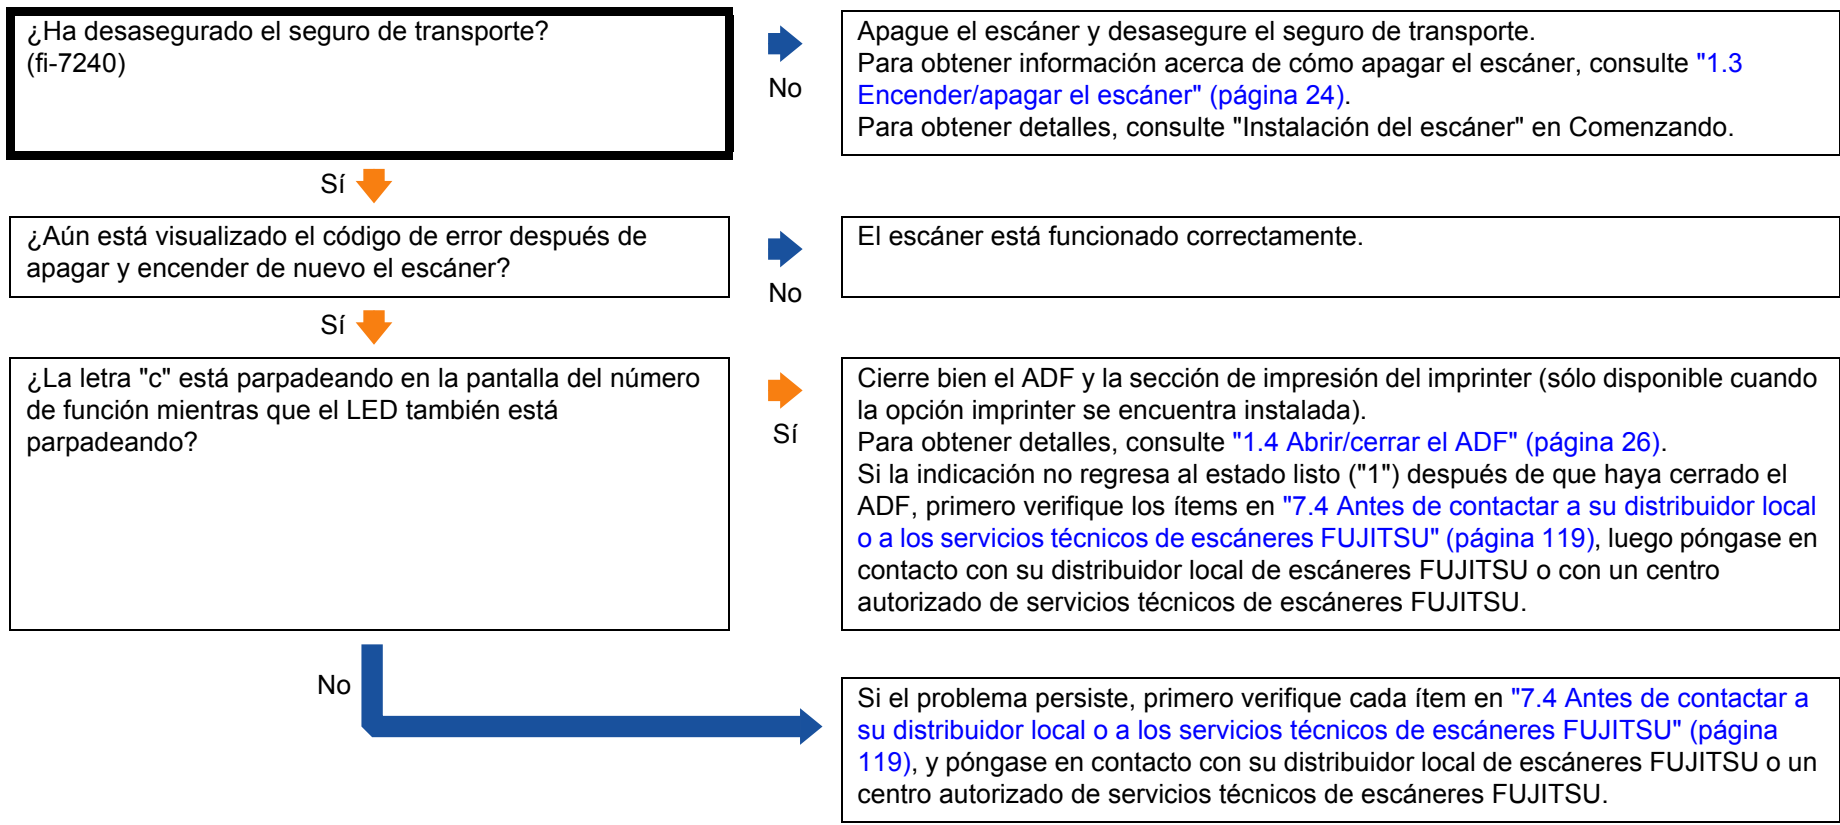 ¿Ha desasegurado el seguro de transporte?
(fi-7240)
No
Apague el escáner y desasegure el seguro de transporte.
Para obtener información acerca de cómo apagar el escáner, consulte "1.3
Encender/apagar el escáner" (página 24).
Para obtener detalles, consulte "Instalación del escáner" en Comenzando.
Sí
¿Aún está visualizado el código de error después de
apagar y encender de nuevo el escáner?
No
El escáner está funcionado correctamente.
Sí
¿La letra "c" está parpadeando en la pantalla del número
de función mientras que el LED también está
parpadeando?
Sí
Cierre bien el ADF y la sección de impresión del imprinter (sólo disponible cuando
la opción imprinter se encuentra instalada).
Para obtener detalles, consulte "1.4 Abrir/cerrar el ADF" (página 26).
Si la indicación no regresa al estado listo ("1") después de que haya cerrado el
ADF, primero verifique los ítems en "7.4 Antes de contactar a su distribuidor local
o a los servicios técnicos de escáneres FUJITSU" (página 119), luego póngase en
contacto con su distribuidor local de escáneres FUJITSU o con un centro
autorizado de servicios técnicos de escáneres FUJITSU.
No
Si el problema persiste, primero verifique cada ítem en "7.4 Antes de contactar a
su distribuidor local o a los servicios técnicos de escáneres FUJITSU" (página
119), y póngase en contacto con su distribuidor local de escáneres FUJITSU o un
centro autorizado de servicios técnicos de escáneres FUJITSU.